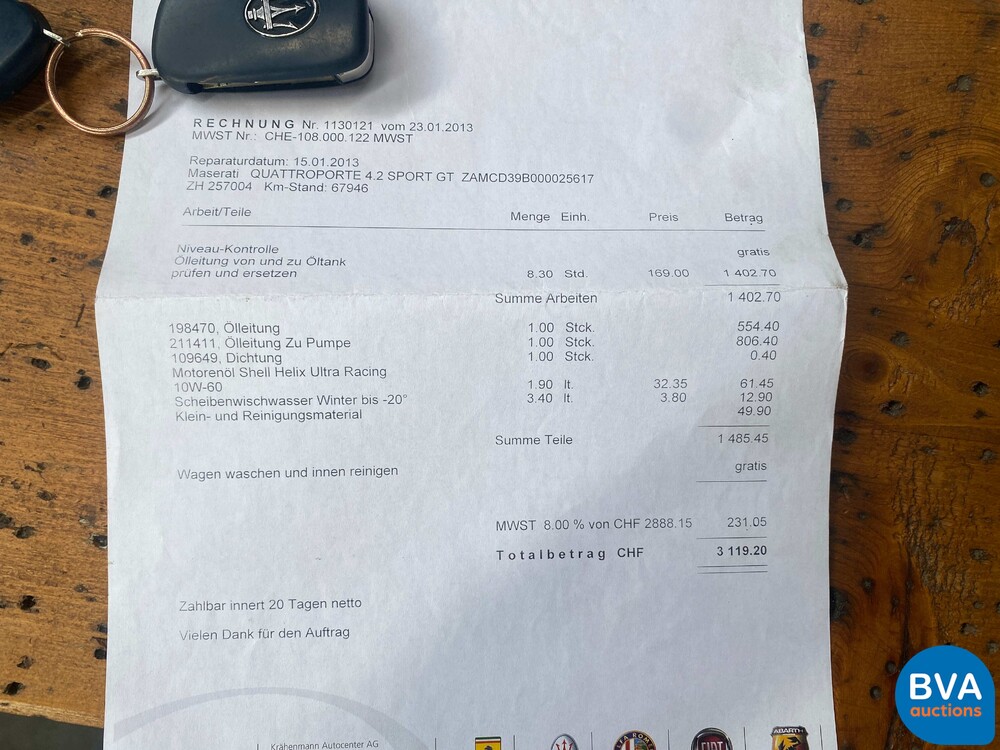 RECHNUNG Nr. 1130121 vom 23.01.2013
MWST Nr.: CHE-108.000.122 MWST
Reparaturdatum: 15.01.2013
Maserati QUATTROPORTE 4.2 SPORT GT ZAMCD39B000025617
ZH 257004 Km-Stand: 67946
Arbeit/Teile Menge Einh. Preis Betrag
Niveau-Kontrolle gratis
Ölleitung von und zu Öltank
prüfen und ersetzen 8.30 Std. 169.00 1 402.70
Summe Arbeiten 1 402.70
198470, Ölleitung 1.00 Stck. 554.40
211411, Ölleitung Zu Pumpe 1.00 Stck. 806.40
109649, Dichtung 1.00 Stck. 0.40
Motorenöl Shell Helix Ultra Racing
10W-60 1.90 lt. 32.35 61.45
Scheibenwischwasser Winter bis -20° 3.40 lt. 3.80 12.90
Klein- und Reinigungsmaterial 49.90
Summe Teile 1 485.45
Wagen waschen und innen reinigen gratis
MWST 8.00 % von CHF 2888.15 231.05
Totalbetrag CHF 3 119.20
Zahlbar innert 20 Tagen netto
Vielen Dank für den Auftrag
Krähenmann Autocenter AG
FIAT
ABARTH
BVA
auctions